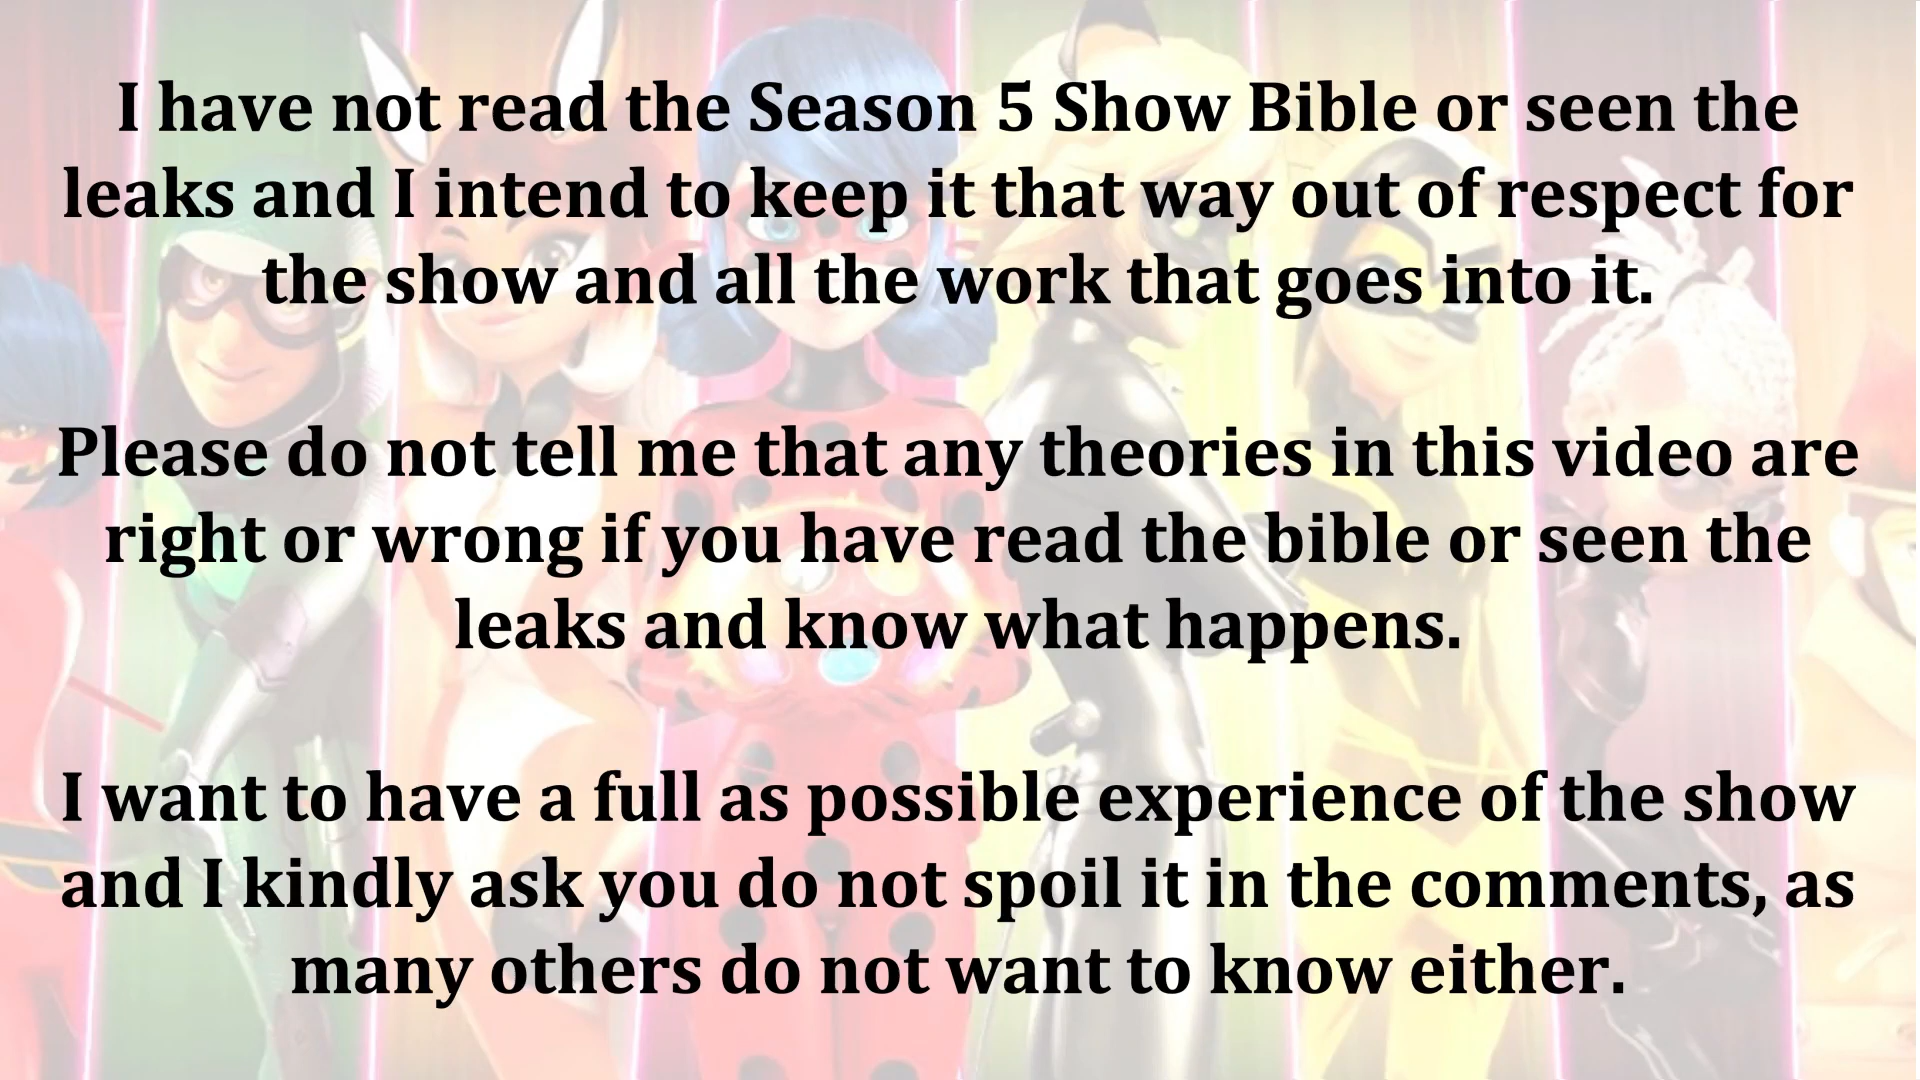 I have not read the Season 5 Show Bible or seen the
leaks and I intend to keep it that way out of respect for
the show and all the work that goes into it.
Please do not tell me that any theories in this video are
right or wrong if you have read the bible or seen the
leaks and know what happens.
I want to have a full as possible experience of the show
and I kindly ask you do not spoil it in the comments, as
many others do not want to know either.